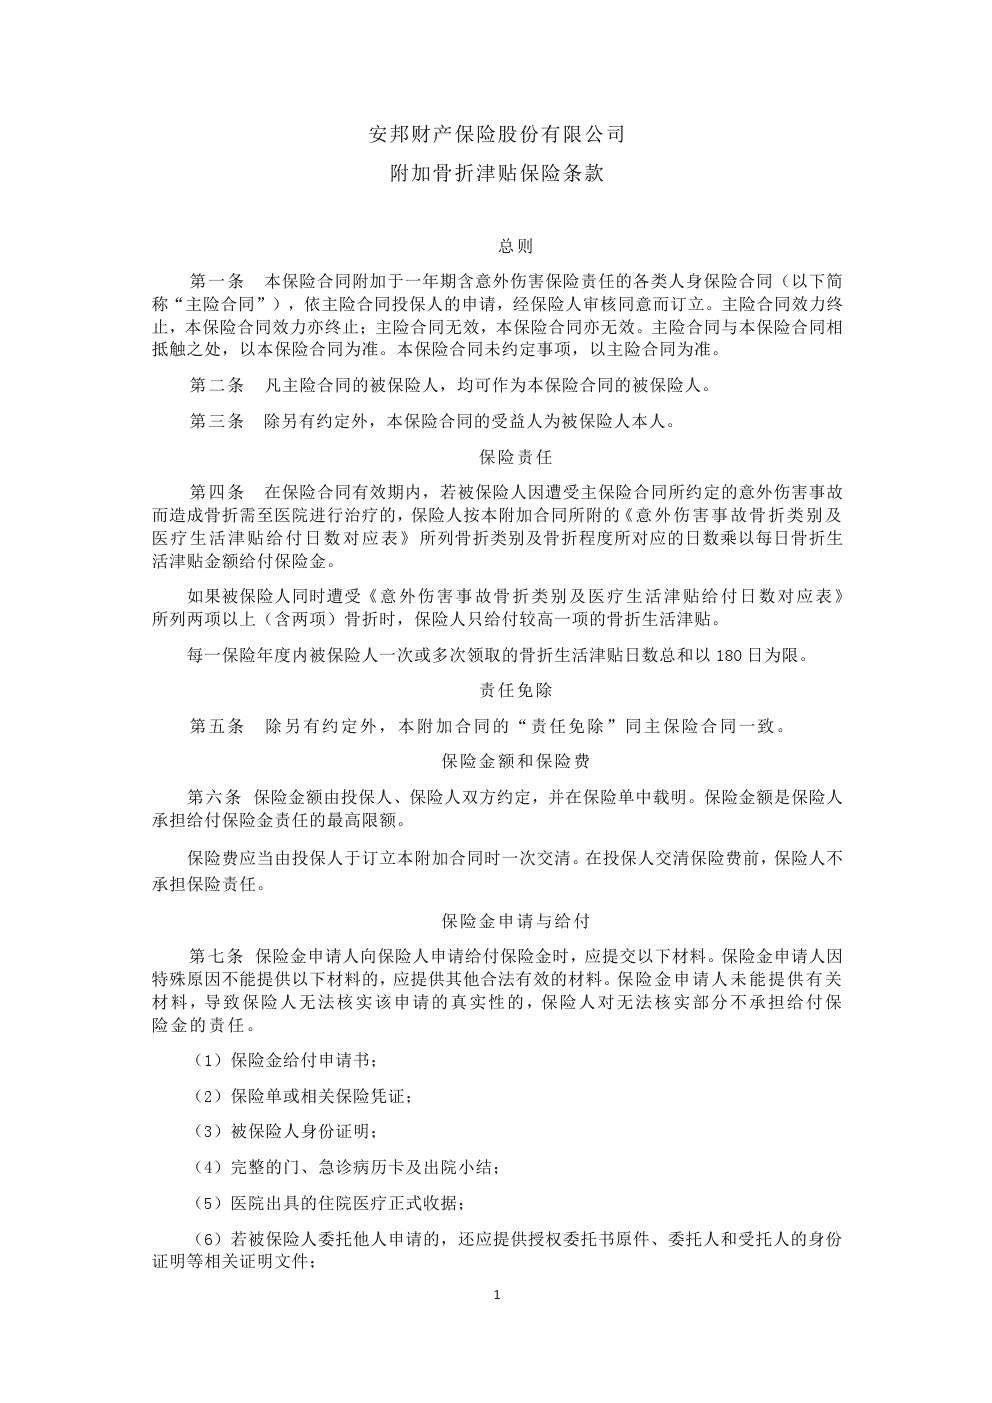 安邦财产保险股份有限公司
附加骨折津贴保险条款
总则
第一条 本保险合同附加于一年期含意外伤害保险责任的各类人身保险合同（以下简
称“主险合同”），依主险合同投保人的申请，经保险人审核同意而订立。主险合同效力终
止，本保险合同效力亦终止；主险合同无效，本保险合同亦无效。主险合同与本保险合同相
抵触之处，以本保险合同为准。本保险合同未约定事项，以主险合同为准。
第二条 凡主险合同的被保险人，均可作为本保险合同的被保险人。
第三条 除另有约定外，本保险合同的受益人为被保险人本人。
保险责任
第四条 在保险合同有效期内，若被保险人因遭受主保险合同所约定的意外伤害事故
而造成骨折需至医院进行治疗的，保险人按本附加合同所附的《意外伤害事故骨折类别及
医疗生活津贴给付日数对应表》所列骨折类别及骨折程度所对应的日数乘以每日骨折生
活津贴金额给付保险金。
如果被保险人同时遭受《意外伤害事故骨折类别及医疗生活津贴给付日数对应表》
所列两项以上（含两项）骨折时，保险人只给付较高一项的骨折生活津贴。
每一保险年度内被保险人一次或多次领取的骨折生活津贴日数总和以 180 日为限。
责任免除
第五条 除另有约定外，本附加合同的“责任免除”同主保险合同一致。
保险金额和保险费
第六条 保险金额由投保人、保险人双方约定，并在保险单中载明。保险金额是保险人
承担给付保险金责任的最高限额。
保险费应当由投保人于订立本附加合同时一次交清。在投保人交清保险费前，保险人不
承担保险责任。
保险金申请与给付
第七条 保险金申请人向保险人申请给付保险金时，应提交以下材料。保险金申请人因
特殊原因不能提供以下材料的，应提供其他合法有效的材料。保险金申请人未能提供有关
材料，导致保险人无法核实该申请的真实性的，保险人对无法核实部分不承担给付保
险金的责任。
（1）保险金给付申请书；
（2）保险单或相关保险凭证；
（3）被保险人身份证明；
（4）完整的门、急诊病历卡及出院小结；
（5）医院出具的住院医疗正式收据；
（6）若被保险人委托他人申请的，还应提供授权委托书原件、委托人和受托人的身份
证明等相关证明文件；
1